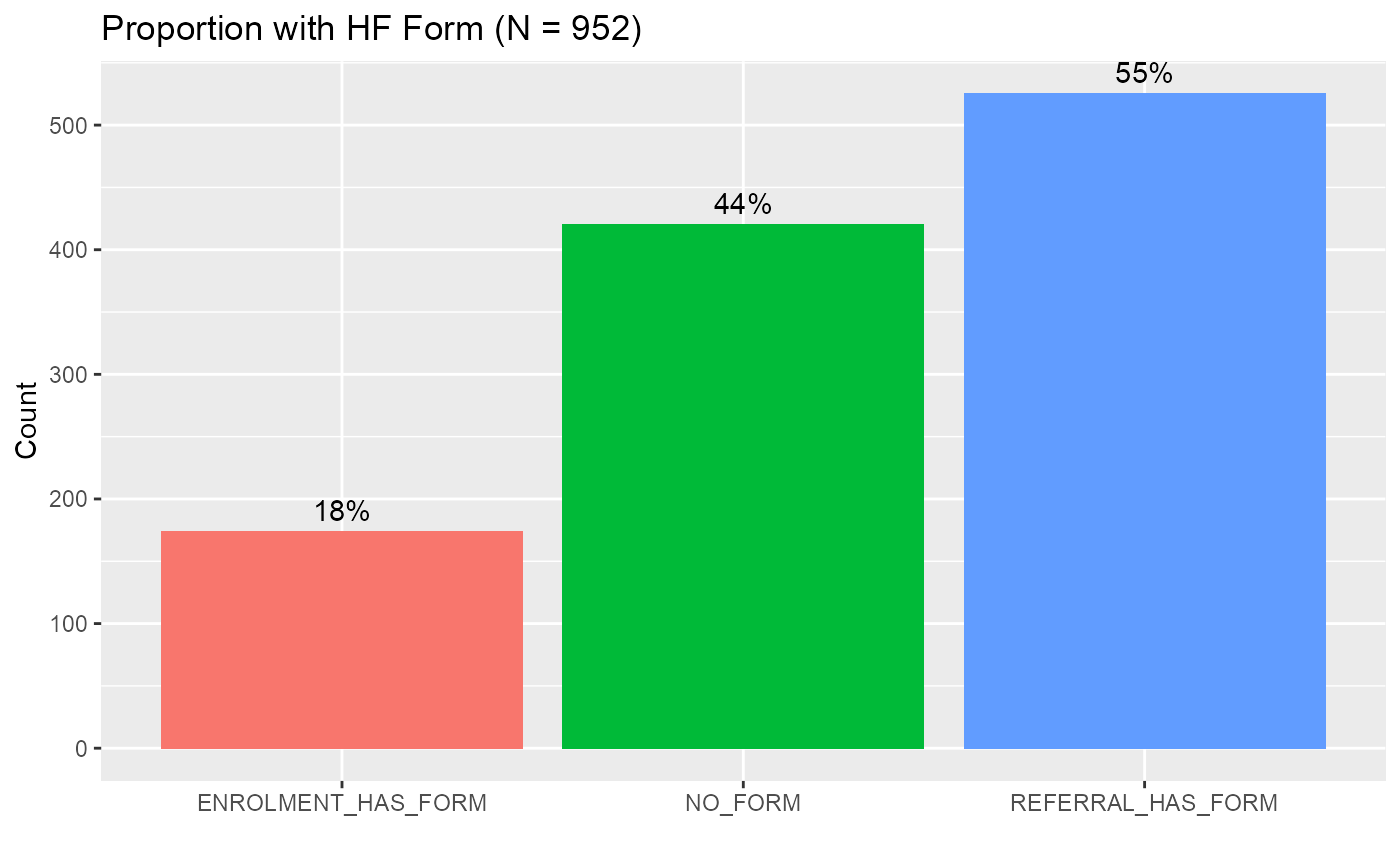 Proportion with HF Form (N = 952)
55%
500
44%
400
300
Count
200
18%
100
0
ENROLMENT_HAS_FORM
NO_FORM
REFERRAL_HAS_FORM